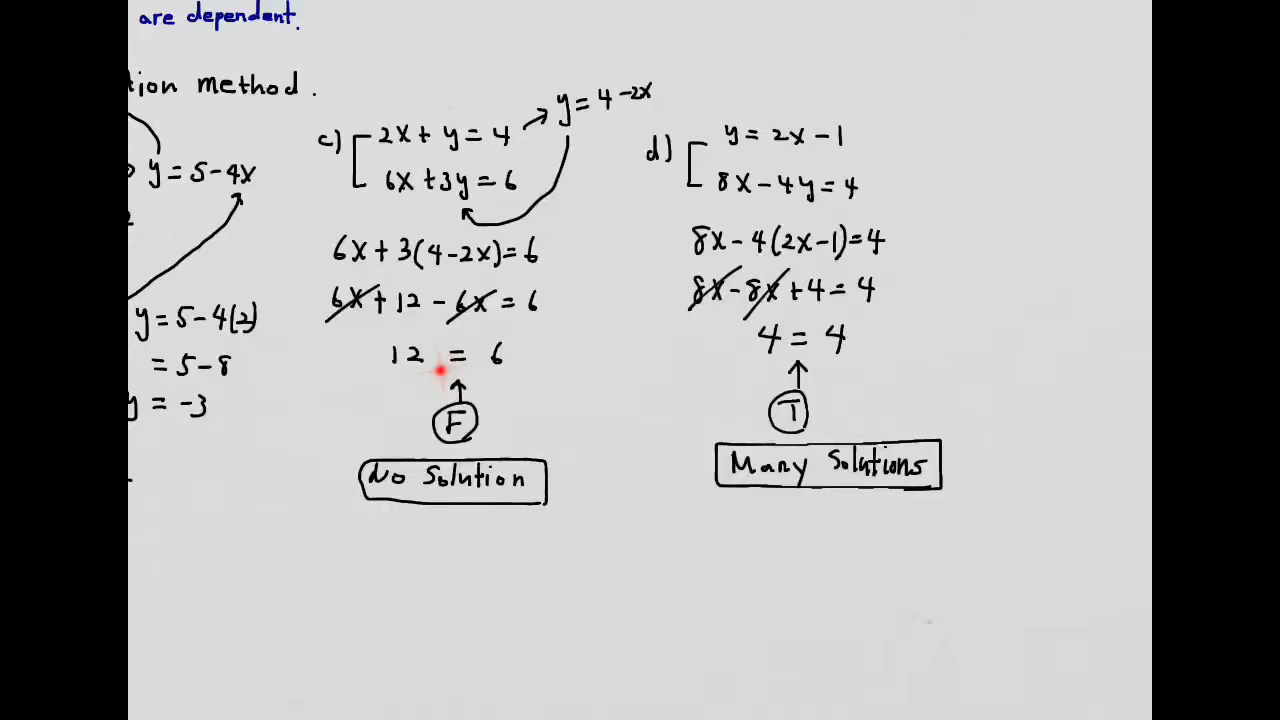 are dependent.
tion method.
y = 5 - 4x
2
y = 5 - 4(2)
= 5 - 8
y = -3
c) 2x + y = 4
y = 4 - 2x
6x + 3y = 6
6x + 3(4 - 2x) = 6
6x + 12 - 6x = 6
12 = 6
F
No Solution
d) y = 2x - 1
8x - 4y = 4
8x - 4(2x - 1) = 4
8x - 8x + 4 = 4
4 = 4
T
Many Solutions